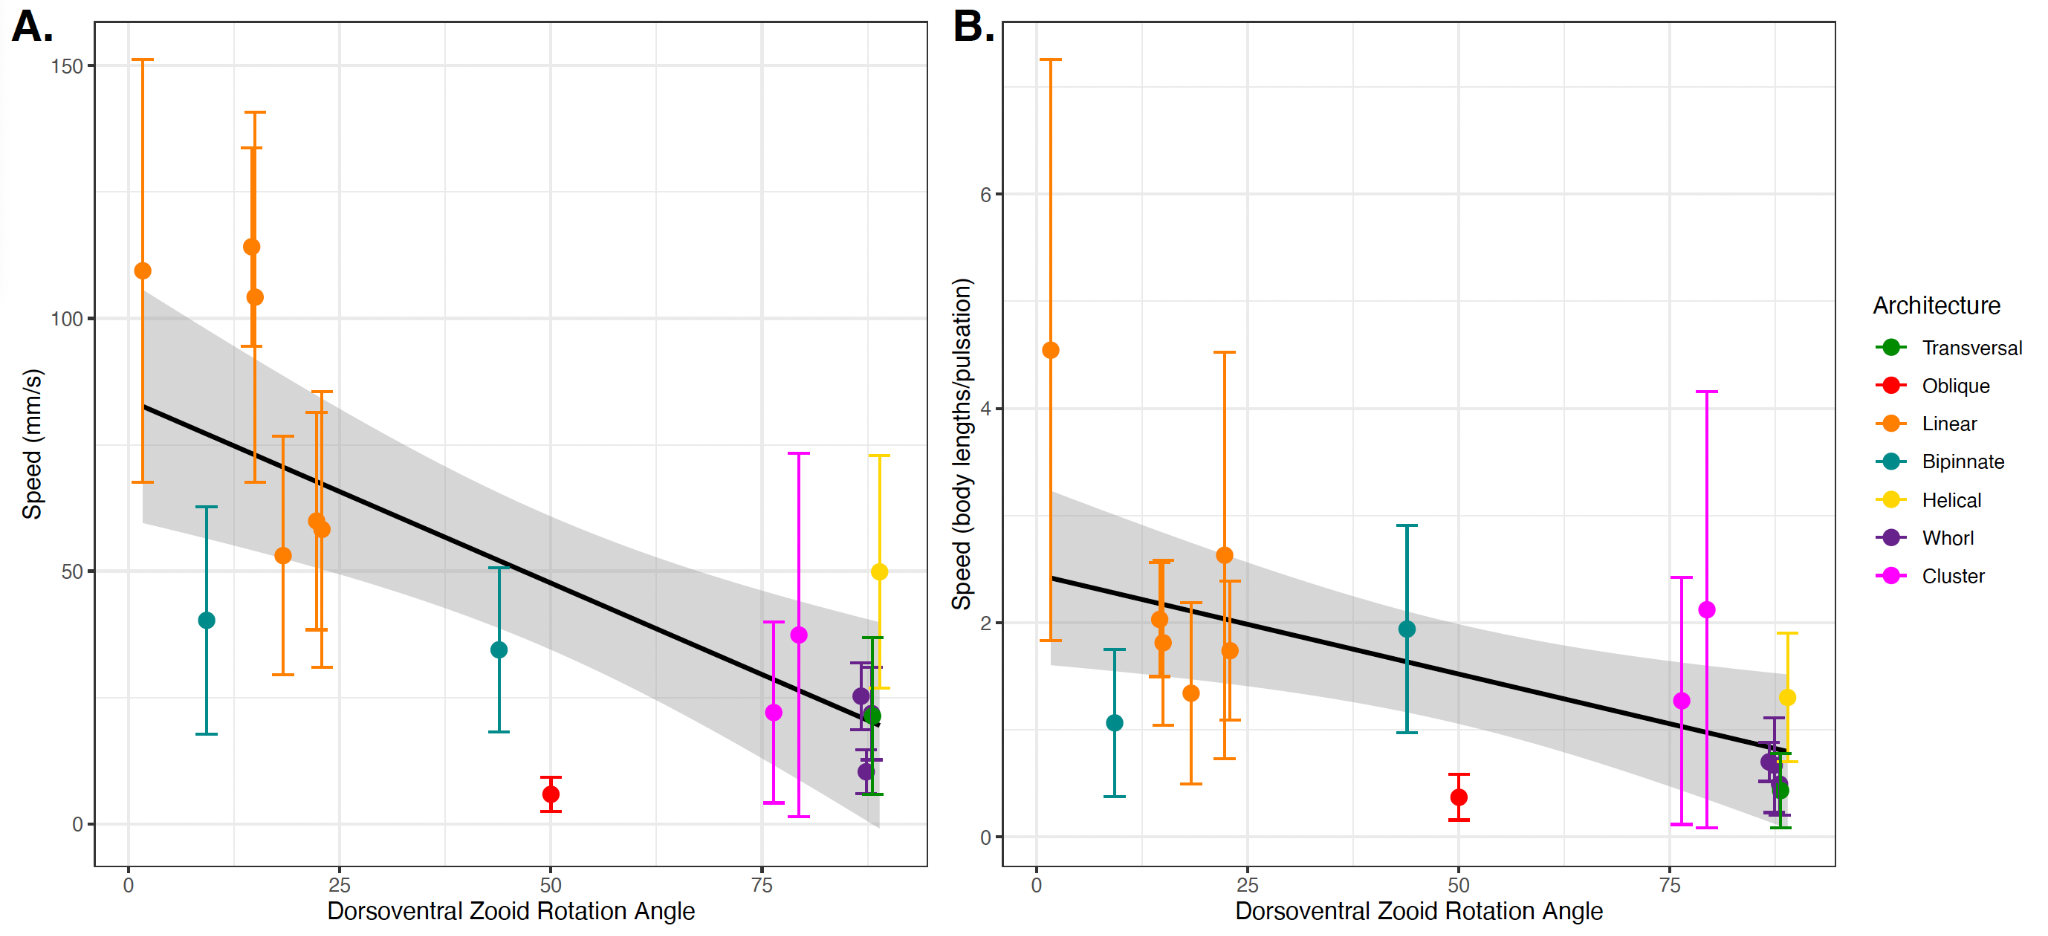 A.
150
100
50
0
Speed (mm/s)
0 25 50 75
Dorsoventral Zooid Rotation Angle
B.
6
4
2
0
Speed (body lengths/pulsation)
0 25 50 75
Dorsoventral Zooid Rotation Angle
Architecture
Transversal
Oblique
Linear
Bipinnate
Helical
Whorl
Cluster